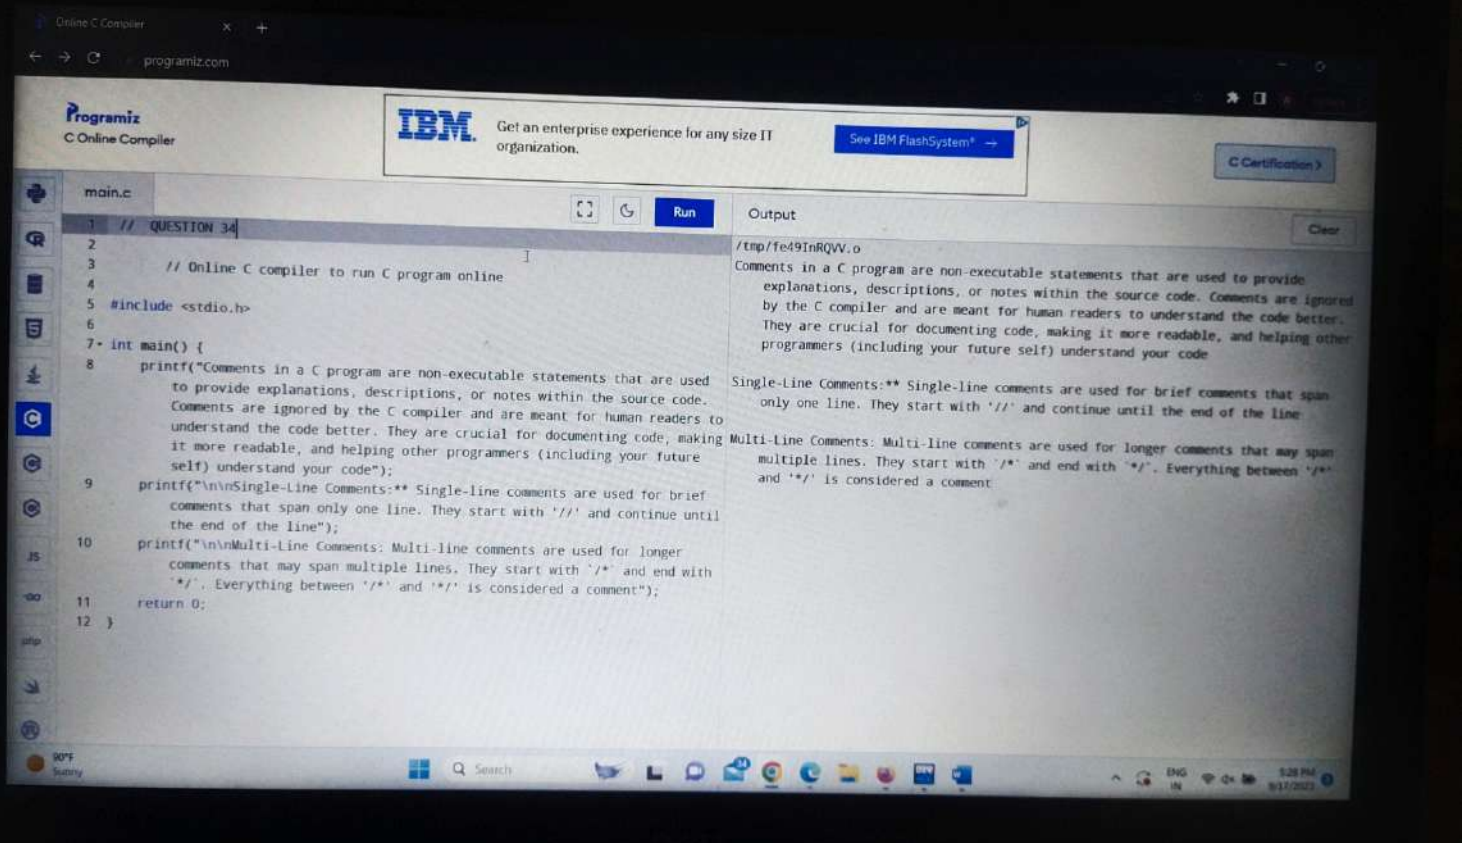 Online C Compiler
programiz.com
Programiz
C Online Compiler
IBM.
Get an enterprise experience for any size IT
organization.
See IBM FlashSystem® →
C Certification >
main.c
Run
1 // QUESTION 34
2
3 // Online C compiler to run C program online
4
5 #include <stdio.h>
6
7 int main() {
8 printf("Comments in a C program are non-executable statements that are used
to provide explanations, descriptions, or notes within the source code.
Comments are ignored by the C compiler and are meant for human readers to
understand the code better. They are crucial for documenting code, making
it more readable, and helping other programmers (including your future
self) understand your code");
9 printf("\n\nSingle-Line Comments:** Single-line comments are used for brief
comments that span only one line. They start with '//' and continue until
the end of the line");
10 printf("\n\nMulti-Line Comments: Multi-line comments are used for longer
comments that may span multiple lines. They start with `/*` and end with
`*/`. Everything between '/*' and '*/' is considered a comment");
11 return 0;
12 }
Output
Clear
/tmp/fe49InRQVV.o
Comments in a C program are non-executable statements that are used to provide
explanations, descriptions, or notes within the source code. Comments are ignored
by the C compiler and are meant for human readers to understand the code better.
They are crucial for documenting code, making it more readable, and helping other
programmers (including your future self) understand your code
Single-Line Comments:** Single-line comments are used for brief comments that span
only one line. They start with '//' and continue until the end of the line
Multi-Line Comments: Multi-line comments are used for longer comments that may span
multiple lines. They start with `/*` and end with `*/`. Everything between '/*'
and '*/' is considered a comment
JS
php
90°F
Sunny
Search
ENG
IN
5:28 PM